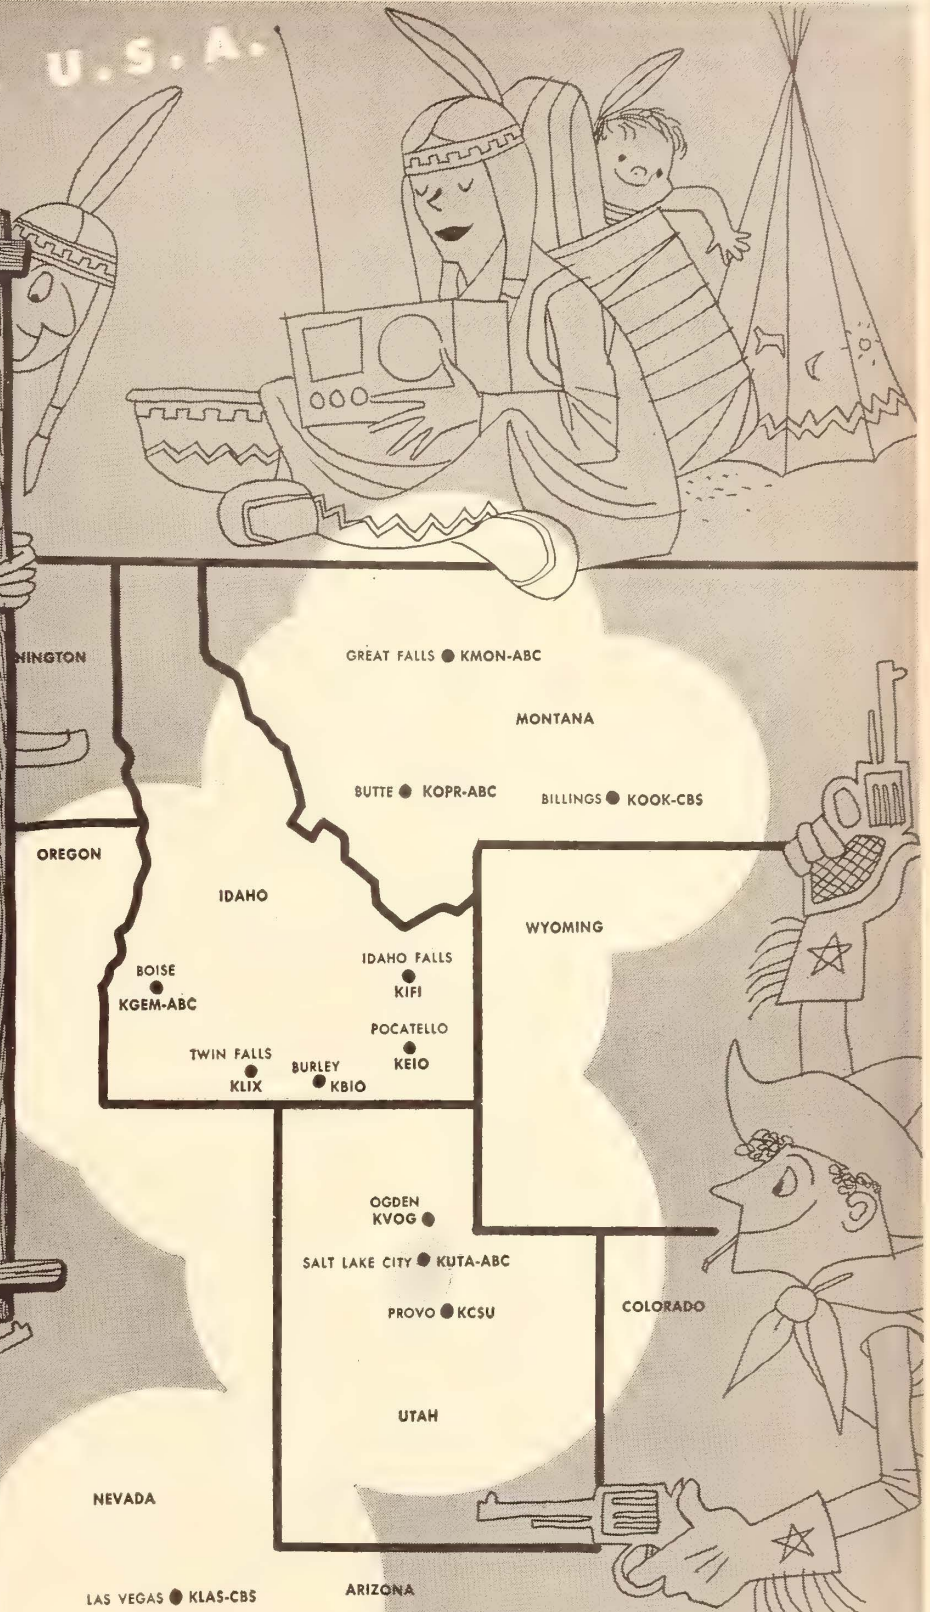 U.S.A.
GREAT FALLS KMON-ABC
MONTANA
BUTTE KOPR-ABC
BILLINGS KOOK-CBS
OREGON
IDAHO
WYOMING
IDAHO FALLS
KIFI
BOISE
KGEM-ABC
POCATELLO
KEIO
TWIN FALLS
KLIX
BURLEY
KBIO
OGDEN
KVOG
SALT LAKE CITY KUTA-ABC
PROVO KCSU
COLORADO
UTAH
NEVADA
LAS VEGAS KLAS-CBS
ARIZONA